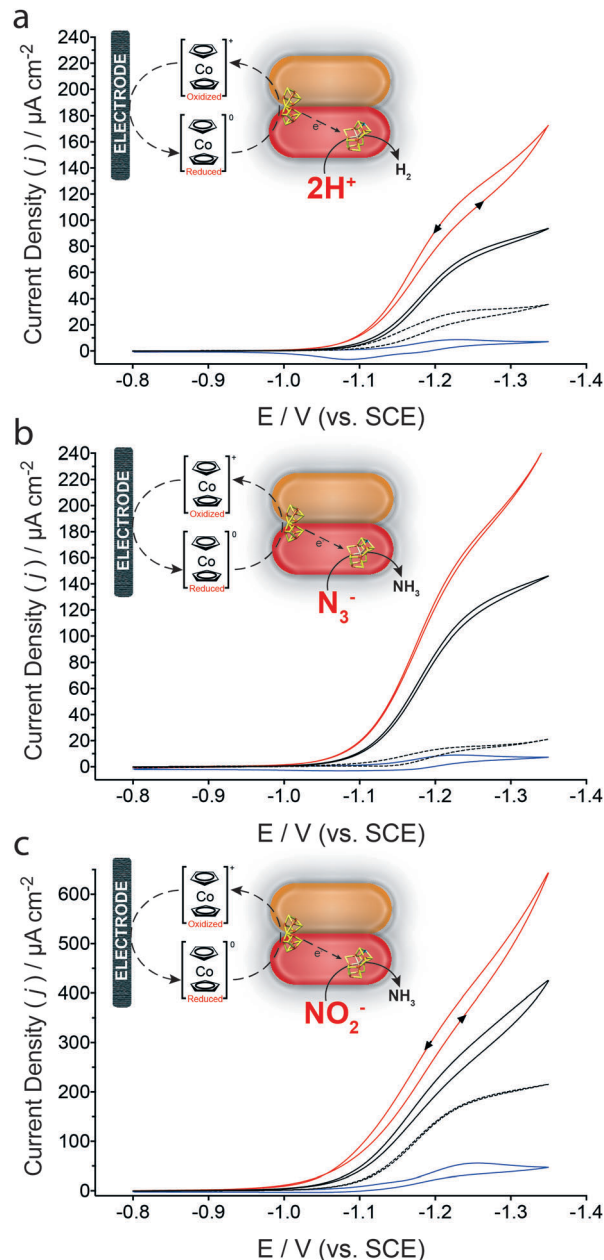 a
Current Density (j) / µA cm⁻²
240
220
200
180
160
140
120
100
80
60
40
20
0
ELECTRODE
+
Co
Oxidized
0
Co
Reduced
e⁻
2H⁺
H₂
-0.8 -0.9 -1.0 -1.1 -1.2 -1.3 -1.4
E / V (vs. SCE)
b
Current Density (j) / µA cm⁻²
240
220
200
180
160
140
120
100
80
60
40
20
0
ELECTRODE
+
Co
Oxidized
0
Co
Reduced
e⁻
N₃⁻
NH₃
-0.8 -0.9 -1.0 -1.1 -1.2 -1.3 -1.4
E / V (vs. SCE)
c
Current Density (j) / µA cm⁻²
600
500
400
300
200
100
0
ELECTRODE
+
Co
Oxidized
0
Co
Reduced
e⁻
NO₂⁻
NH₃
-0.8 -0.9 -1.0 -1.1 -1.2 -1.3 -1.4
E / V (vs. SCE)